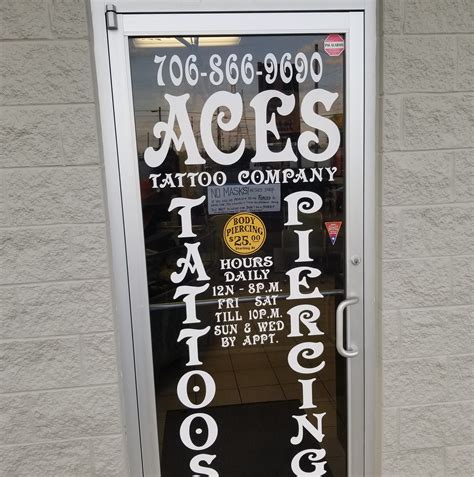 706-866-9690
ACES
TATTOO COMPANY
NO MASKS!
BODY
PIERCING
$25.00
HOURS
DAILY
12N - 8P.M.
FRI SAT
TILL 10P.M.
SUN & WED
BY APPT.
TATTOOS
PIERCING